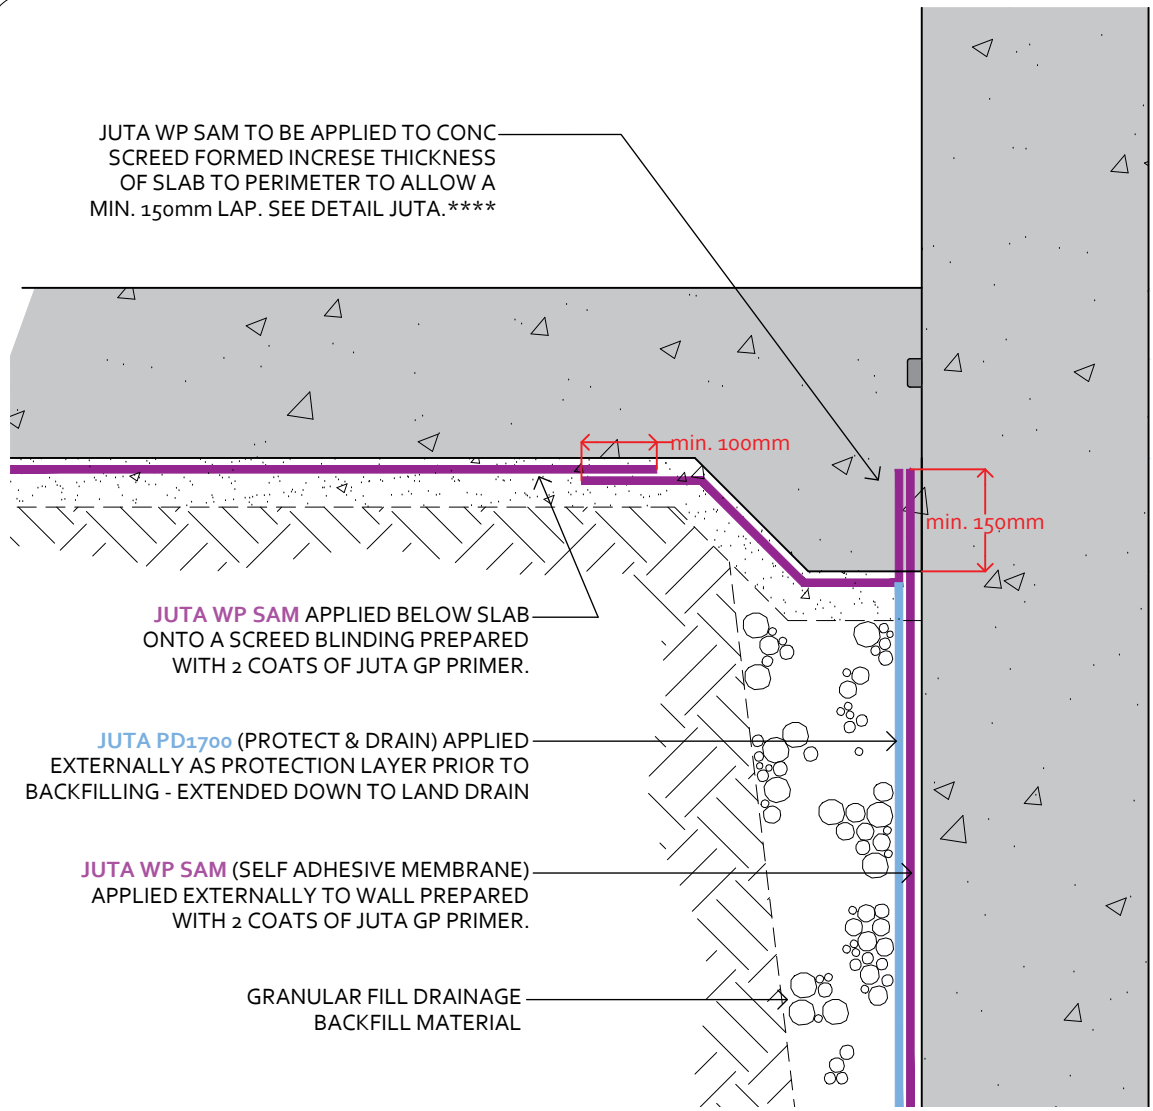 JUTA WP SAM TO BE APPLIED TO CONC
SCREED FORMED INCRESE THICKNESS
OF SLAB TO PERIMETER TO ALLOW A
MIN. 150mm LAP. SEE DETAIL JUTA.****
min. 100mm
min. 150mm
JUTA WP SAM APPLIED BELOW SLAB
ONTO A SCREED BLINDING PREPARED
WITH 2 COATS OF JUTA GP PRIMER.
JUTA PD1700 (PROTECT & DRAIN) APPLIED
EXTERNALLY AS PROTECTION LAYER PRIOR TO
BACKFILLING - EXTENDED DOWN TO LAND DRAIN
JUTA WP SAM (SELF ADHESIVE MEMBRANE)
APPLIED EXTERNALLY TO WALL PREPARED
WITH 2 COATS OF JUTA GP PRIMER.
GRANULAR FILL DRAINAGE
BACKFILL MATERIAL